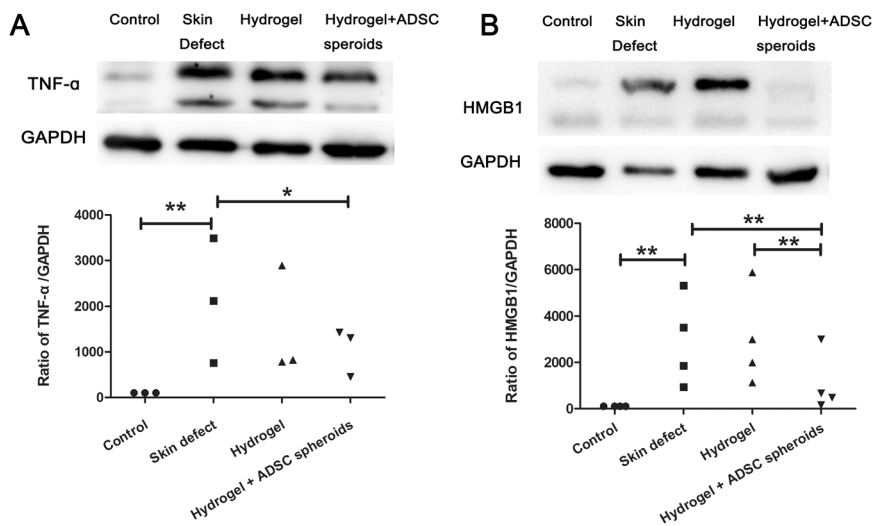 A
Control Skin Hydrogel Hydrogel+ADSC
Defect speroids
TNF-α
GAPDH
Ratio of TNF-α/GAPDH
4000
3000
2000
1000
0
** *
Control
Skin defect
Hydrogel
Hydrogel + ADSC spheroids
B
Control Skin Hydrogel Hydrogel+ADSC
Defect speroids
HMGB1
GAPDH
Ratio of HMGB1/GAPDH
8000
6000
4000
2000
0
**
** **
Control
Skin defect
Hydrogel
Hydrogel + ADSC spheroids